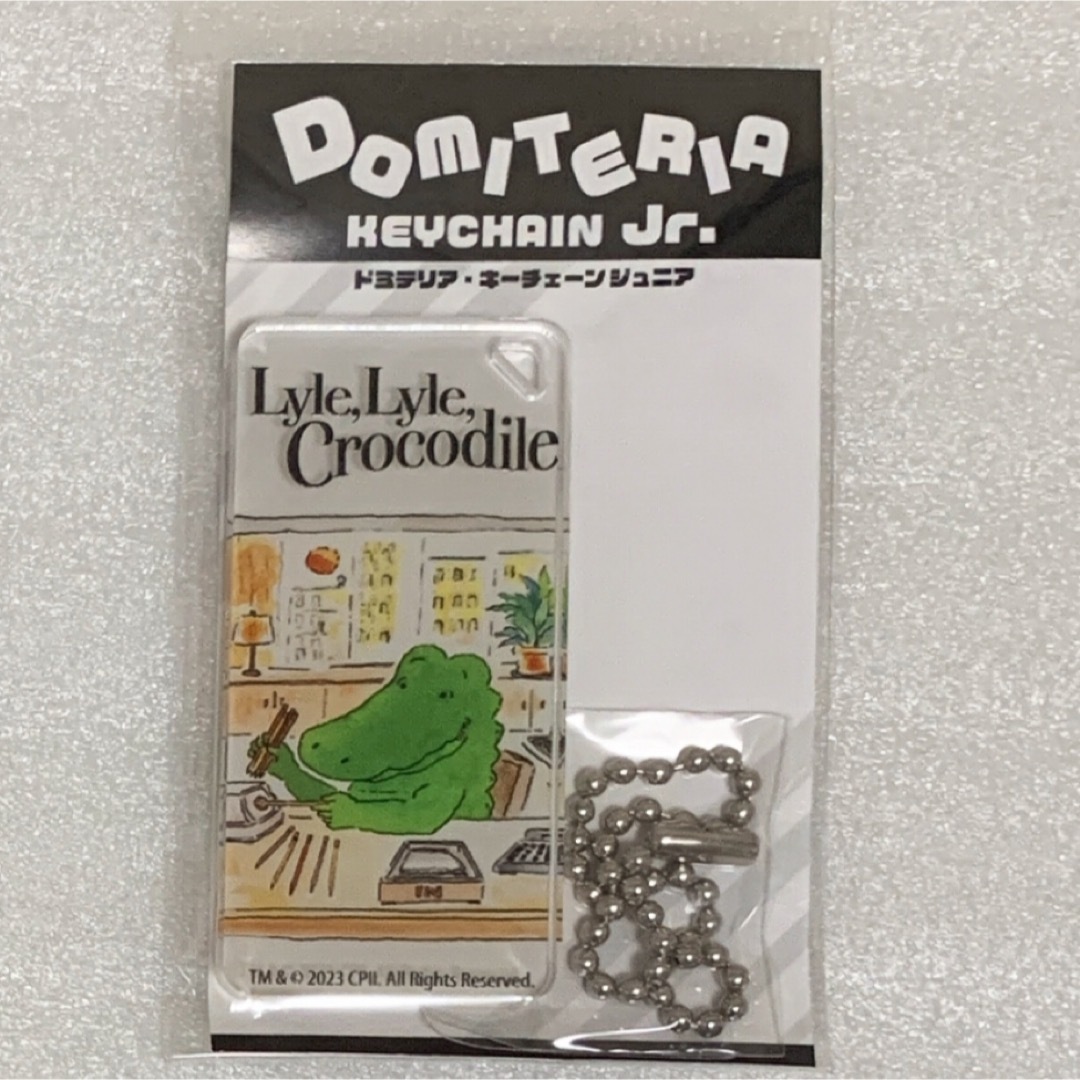 DOMITERIA
KEYCHAIN Jr.
ドミテリア・キーチェーンジュニア
Lyle, Lyle,
Crocodile
TM & © 2023 CPII. All Rights Reserved.